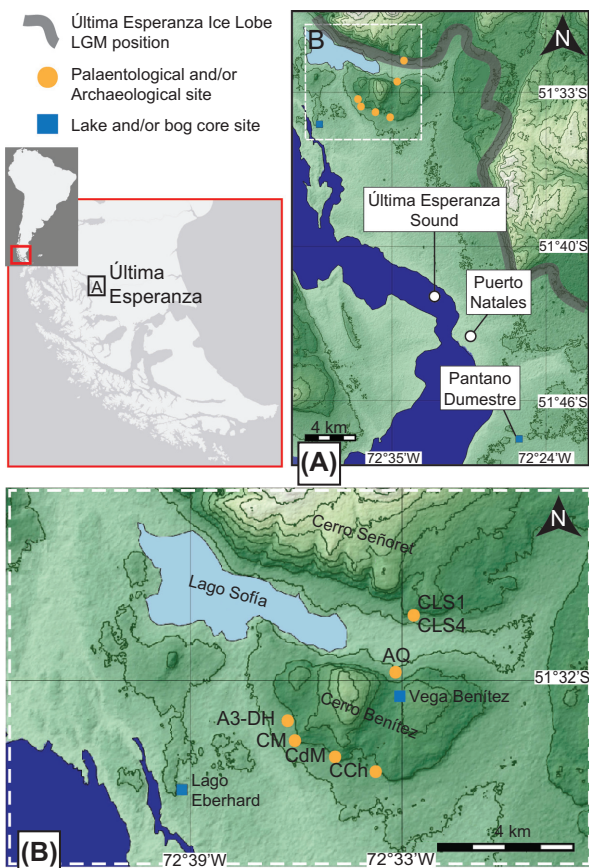 Última Esperanza Ice Lobe
LGM position
Palaentological and/or
Archaeological site
Lake and/or bog core site
A
Última
Esperanza
B
N
51°33'S
Última Esperanza
Sound
51°40'S
Puerto
Natales
51°46'S
Pantano
Dumestre
4 km
72°35'W
72°24'W
(A)
N
Cerro Señoret
Lago Sofía
CLS1
CLS4
AQ
51°32'S
Vega Benítez
Cerro Benítez
A3-DH
CM
CdM
CCh
Lago
Eberhard
4 km
(B)
72°39'W
72°33'W